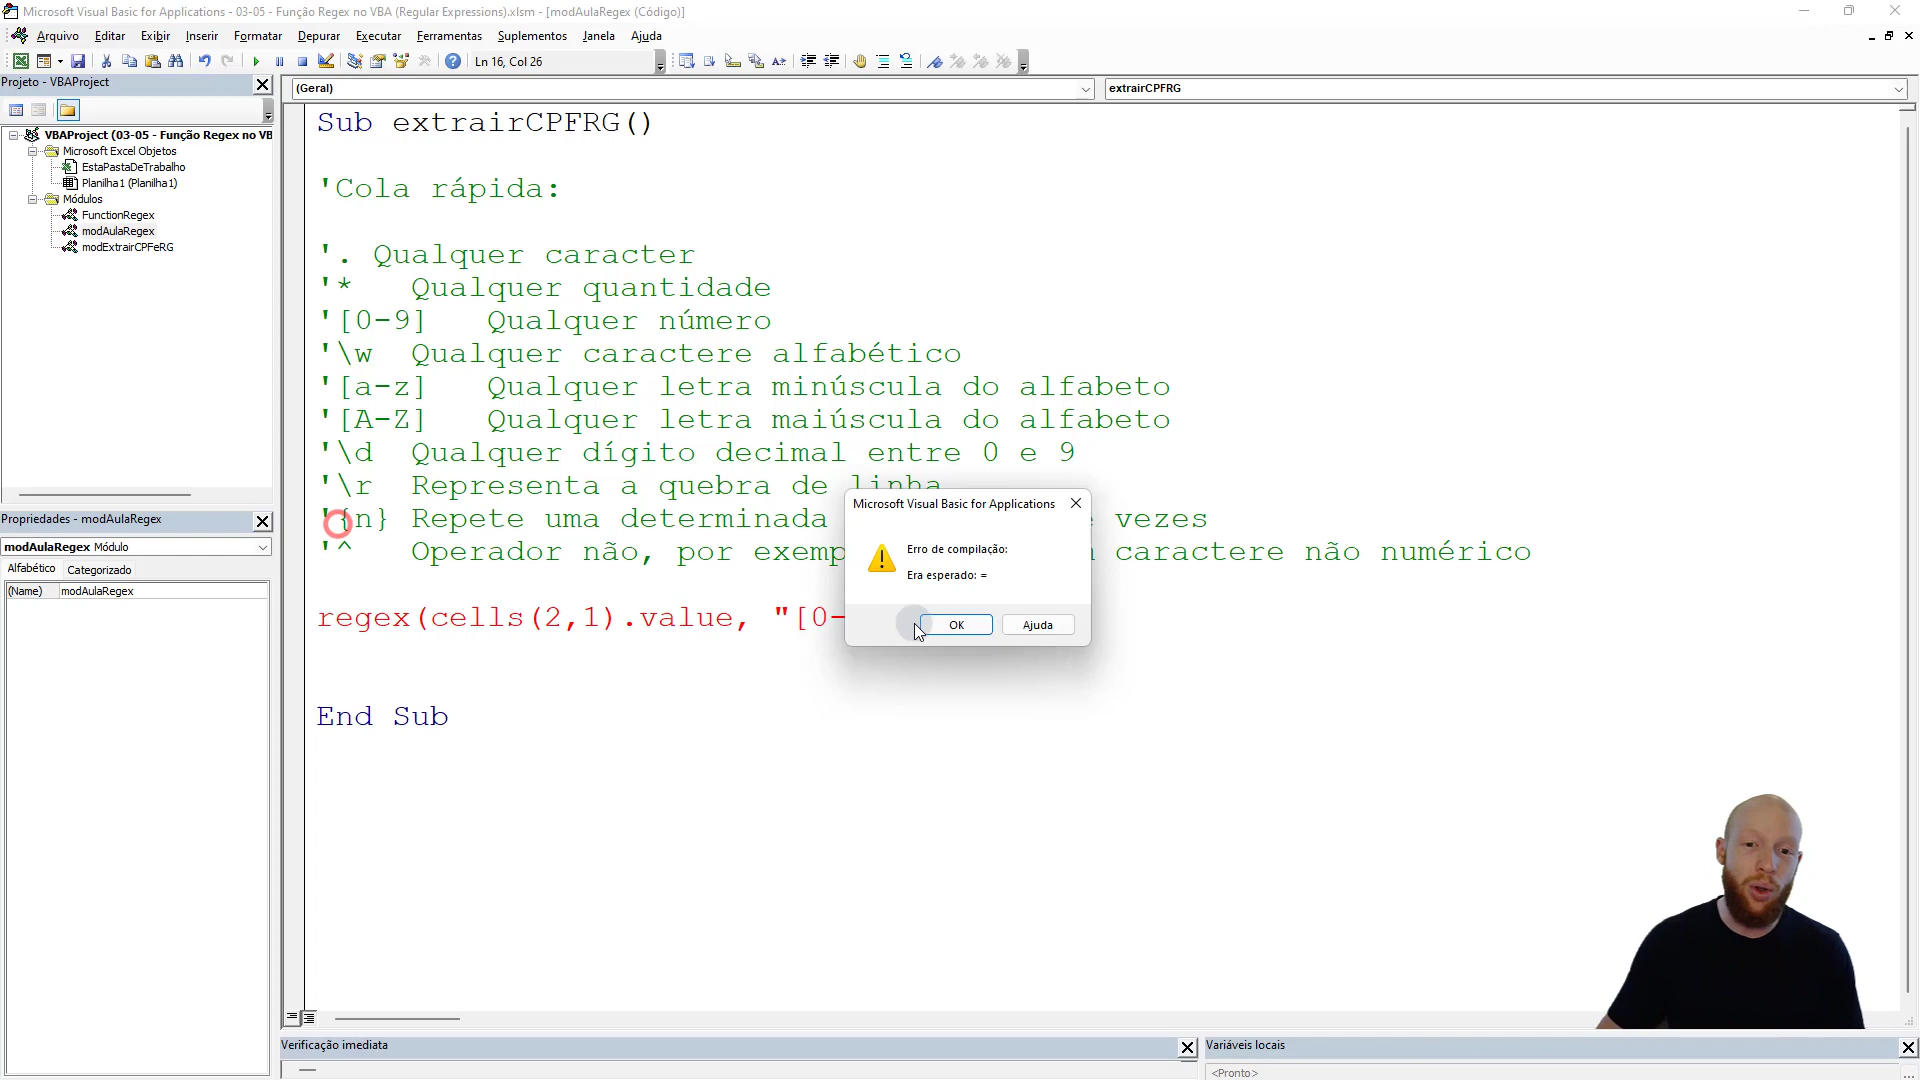 Microsoft Visual Basic for Applications - 03-05 - Função Regex no VBA (Regular Expressions).xlsm - [modAulaRegex (Código)]
Arquivo Editar Exibir Inserir Formatar Depurar Executar Ferramentas Suplementos Janela Ajuda
Ln 16, Col 26
Projeto - VBAProject
(Geral)
extrairCPFRG
VBAProject (03-05 - Função Regex no VB
Microsoft Excel Objetos
EstaPastaDeTrabalho
Planilha1 (Planilha1)
Módulos
FunctionRegex
modAulaRegex
modExtrairCPFeRG
Propriedades - modAulaRegex
modAulaRegex Módulo
Alfabético Categorizado
(Name) modAulaRegex
Sub extrairCPFRG()
'Cola rápida:
'. Qualquer caracter
'* Qualquer quantidade
'[0-9] Qualquer número
'\w Qualquer caractere alfabético
'[a-z] Qualquer letra minúscula do alfabeto
'[A-Z] Qualquer letra maiúscula do alfabeto
'\d Qualquer dígito decimal entre 0 e 9
'\r Representa a quebra de linha
'{n} Repete uma determinada vezes
'^ Operador não, por exemp caractere não numérico
regex(cells(2,1).value, "[0-
End Sub
Microsoft Visual Basic for Applications
Erro de compilação:
Era esperado: =
OK Ajuda
Verificação imediata
Variáveis locais
<Pronto>